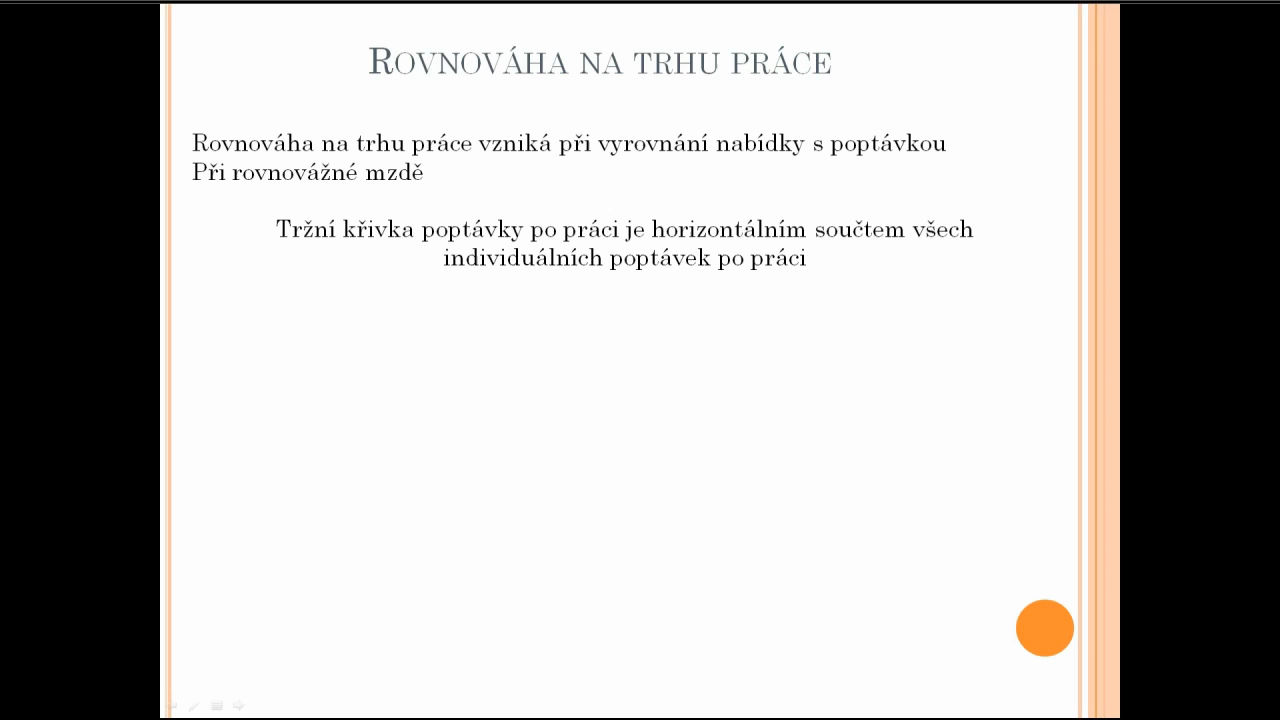 Rovnováha na trhu práce
Rovnováha na trhu práce vzniká při vyrovnání nabídky s poptávkou
Při rovnovážné mzdě
Tržní křivka poptávky po práci je horizontálním součtem všech
individuálních poptávek po práci